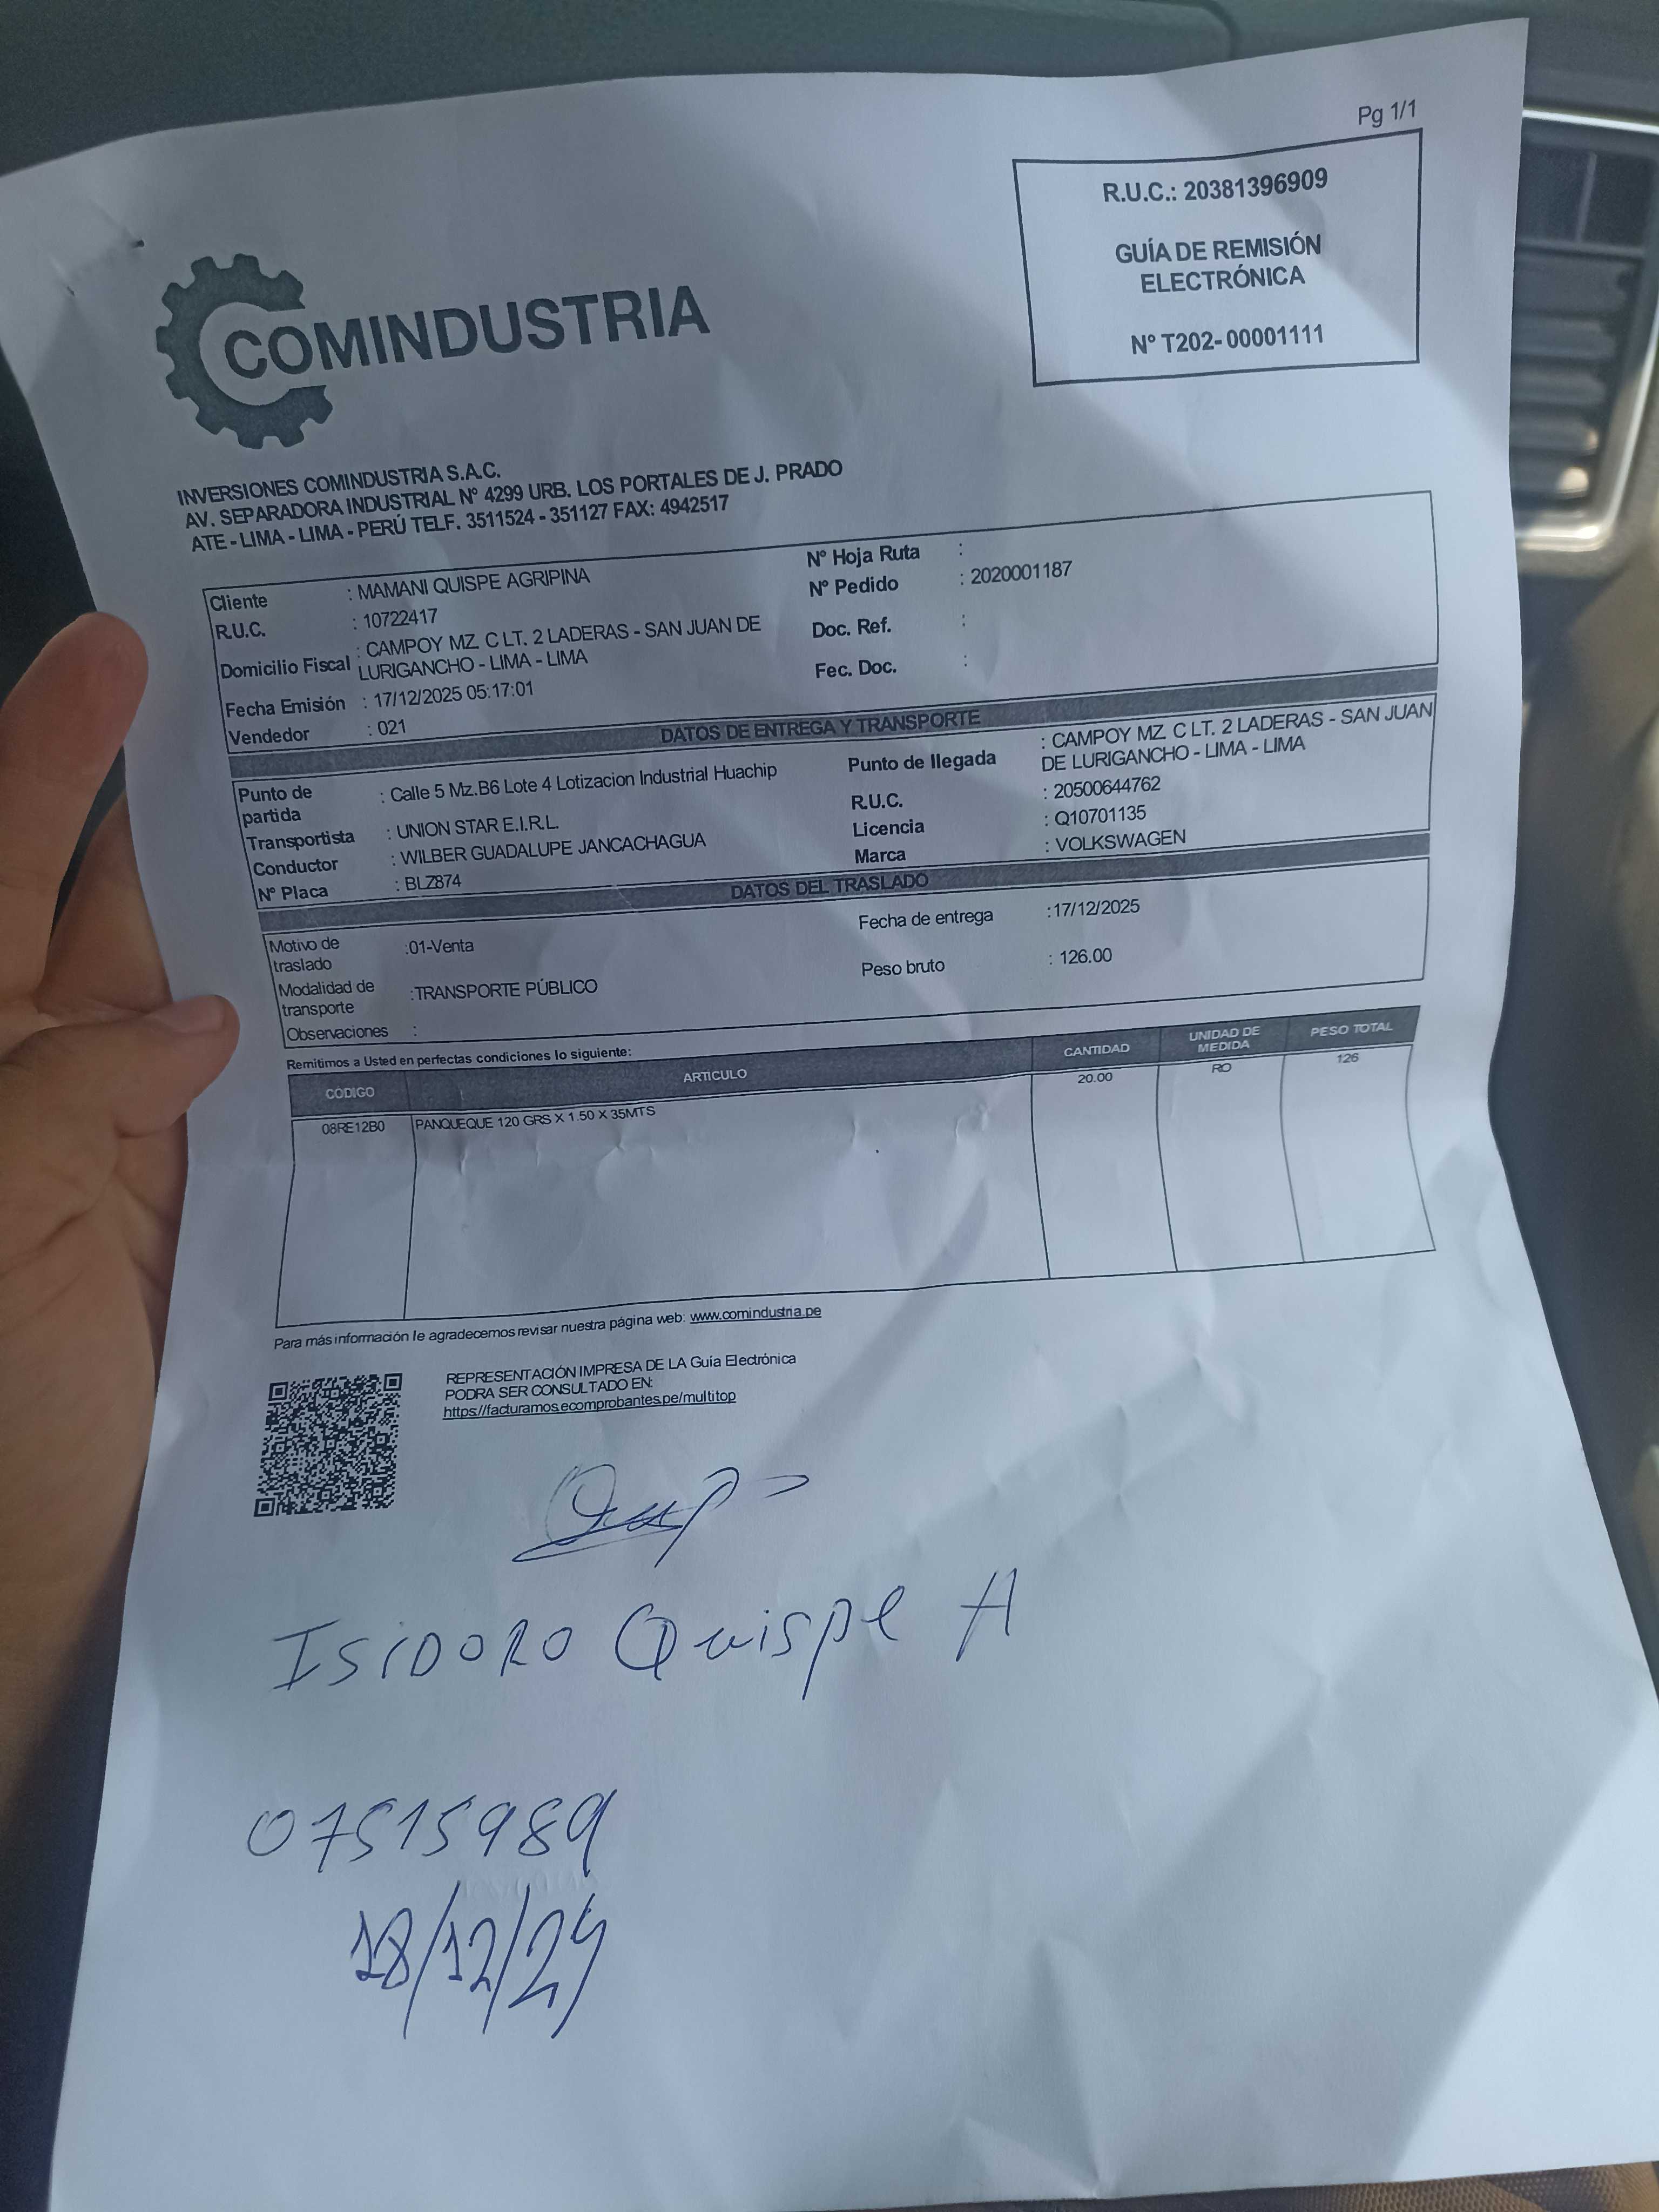 Pg 1/1
R.U.C.: 20381396909
GUÍA DE REMISIÓN
ELECTRÓNICA
Nº T202- 00001111
COMINDUSTRIA
INVERSIONES COMINDUSTRIA S.A.C.
AV. SEPARADORA INDUSTRIAL Nº 4299 URB. LOS PORTALES DE J. PRADO
ATE - LIMA - LIMA - PERÚ TELF. 3511524 - 351127 FAX: 4942517
Cliente : MAMANI QUISPE AGRIPINA
R.U.C. : 10722417
Domicilio Fiscal : CAMPOY MZ. C LT. 2 LADERAS - SAN JUAN DE
LURIGANCHO - LIMA - LIMA
Fecha Emisión : 17/12/2025 05:17:01
Vendedor : 021
Nº Hoja Ruta :
Nº Pedido : 2020001187
Doc. Ref. :
Fec. Doc. :
DATOS DE ENTREGA Y TRANSPORTE
Punto de
partida : Calle 5 Mz.B6 Lote 4 Lotizacion Industrial Huachip
Transportista : UNION STAR E.I.R.L.
Conductor : WILBER GUADALUPE JANCACHAGUA
Nº Placa : BLZ874
Punto de llegada : CAMPOY MZ. C LT. 2 LADERAS - SAN JUAN
DE LURIGANCHO - LIMA - LIMA
R.U.C. : 20500644762
Licencia : Q10701135
Marca : VOLKSWAGEN
DATOS DEL TRASLADO
Motivo de
traslado :01-Venta
Modalidad de
transporte :TRANSPORTE PÚBLICO
Observaciones :
Fecha de entrega :17/12/2025
Peso bruto : 126.00
Remitimos a Usted en perfectas condiciones lo siguiente:
CÓDIGO ARTICULO CANTIDAD UNIDAD DE
MEDIDA PESO TOTAL
08RE12B0 PANQUEQUE 120 GRS X 1.50 X 35MTS 20.00 RO 126
Para más información le agradecemos revisar nuestra página web: www.comindustria.pe
REPRESENTACIÓN IMPRESA DE LA Guía Electrónica
PODRA SER CONSULTADO EN:
https://facturamos.ecomprobantes.pe/multitop
ISIDORO Quispe A
07515989